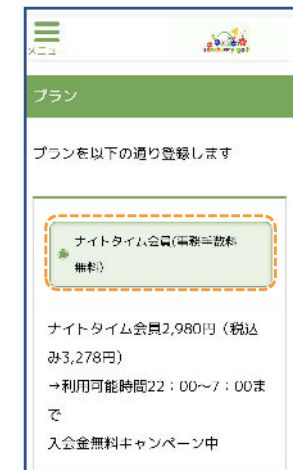 メニュー
プラン
プランを以下の通り登録します
ナイトタイム会員(事務手数料
無料)
ナイトタイム会員2,980円（税込
み3,278円）
→利用可能時間22：00〜7：00ま
で
入会金無料キャンペーン中